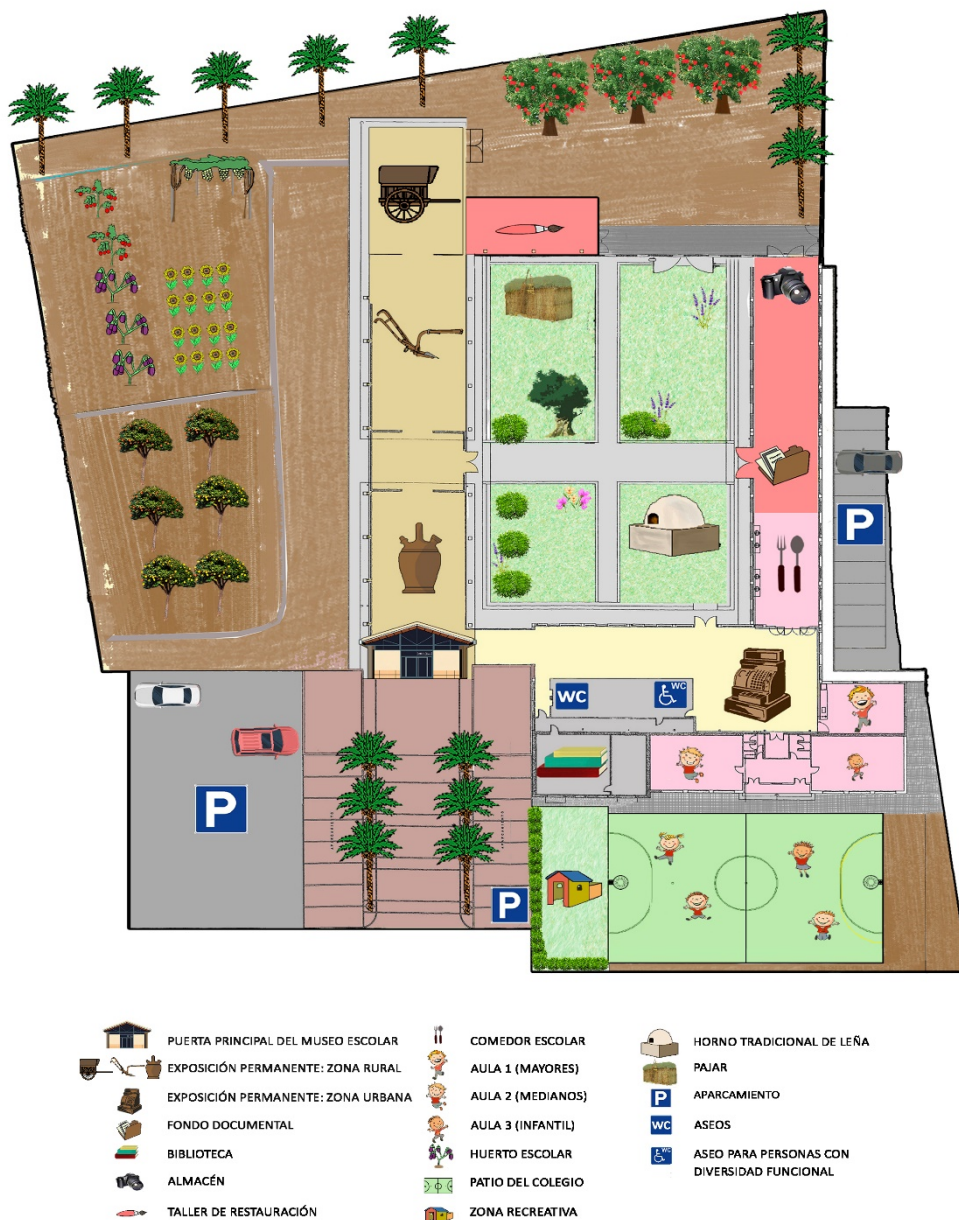 P
WC
WC
P
P
PUERTA PRINCIPAL DEL MUSEO ESCOLAR
EXPOSICIÓN PERMANENTE: ZONA RURAL
EXPOSICIÓN PERMANENTE: ZONA URBANA
FONDO DOCUMENTAL
BIBLIOTECA
ALMACÉN
TALLER DE RESTAURACIÓN
COMEDOR ESCOLAR
AULA 1 (MAYORES)
AULA 2 (MEDIANOS)
AULA 3 (INFANTIL)
HUERTO ESCOLAR
PATIO DEL COLEGIO
ZONA RECREATIVA
HORNO TRADICIONAL DE LEÑA
PAJAR
P APARCAMIENTO
WC ASEOS
WC ASEO PARA PERSONAS CON
DIVERSIDAD FUNCIONAL